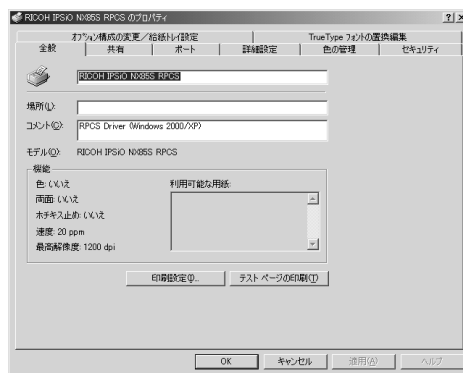 RICOH IPSiO NX85S RPCS のプロパティ
オプション構成の変更／給紙トレイ設定
TrueType フォントの置換編集
全般
共有
ポート
詳細設定
色の管理
セキュリティ
RICOH IPSiO NX85S RPCS
場所(L):
コメント(C):
RPCS Driver (Windows 2000/XP)
モデル(O):
RICOH IPSiO NX85S RPCS
機能
色: いいえ
利用可能な用紙:
両面: いいえ
ホチキス止め: いいえ
速度: 20 ppm
最高解像度: 1200 dpi
印刷設定(I)...
テスト ページの印刷(T)
OK
キャンセル
適用(A)
ヘルプ